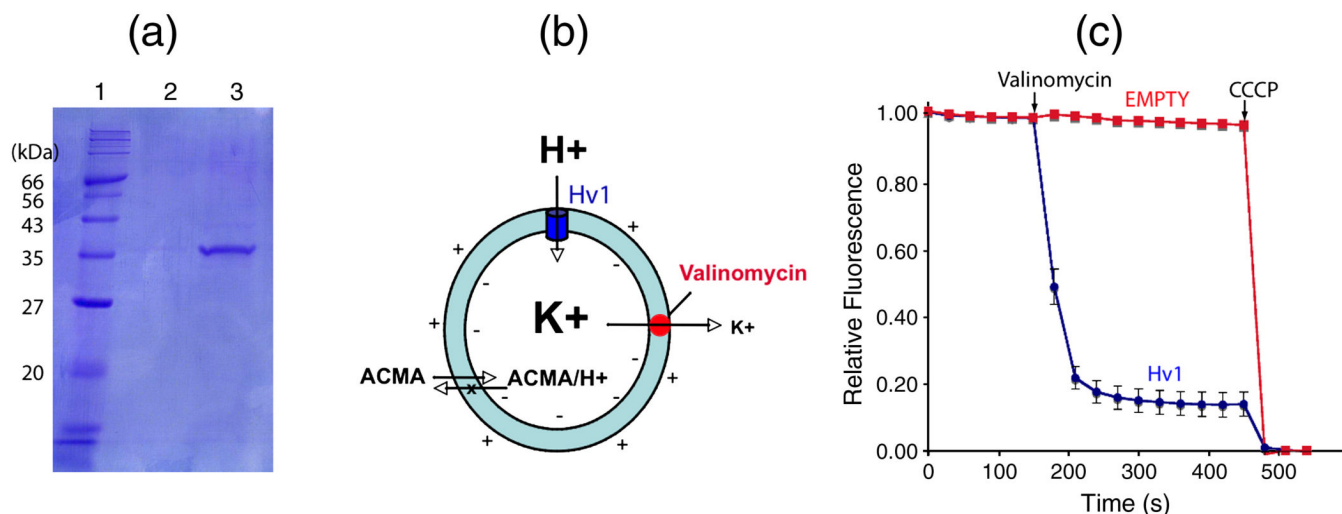 (a)
1 2 3
(kDa)
66
56
43
35
27
20
(b)
H+
Hv1
+ +
+ - - +
Valinomycin
-
K+
K+
+ -
-
ACMA
ACMA/H+
x
+
- - -
+ +
(c)
Valinomycin
EMPTY
CCCP
1.00
0.80
0.60
0.40
0.20
0.00
Relative Fluorescence
Hv1
0 100 200 300 400 500
Time (s)